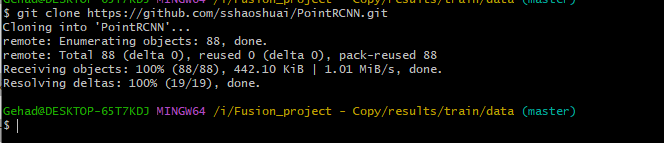 $ git clone https://github.com/sshaoshuai/PointRCNN.git
Cloning into 'PointRCNN'...
remote: Enumerating objects: 88, done.
remote: Total 88 (delta 0), reused 0 (delta 0), pack-reused 88
Receiving objects: 100% (88/88), 442.10 KiB | 1.01 MiB/s, done.
Resolving deltas: 100% (19/19), done.
Gehad@DESKTOP-65T7KDJ MINGW64 /i/Fusion_project - Copy/results/train/data (master)
$